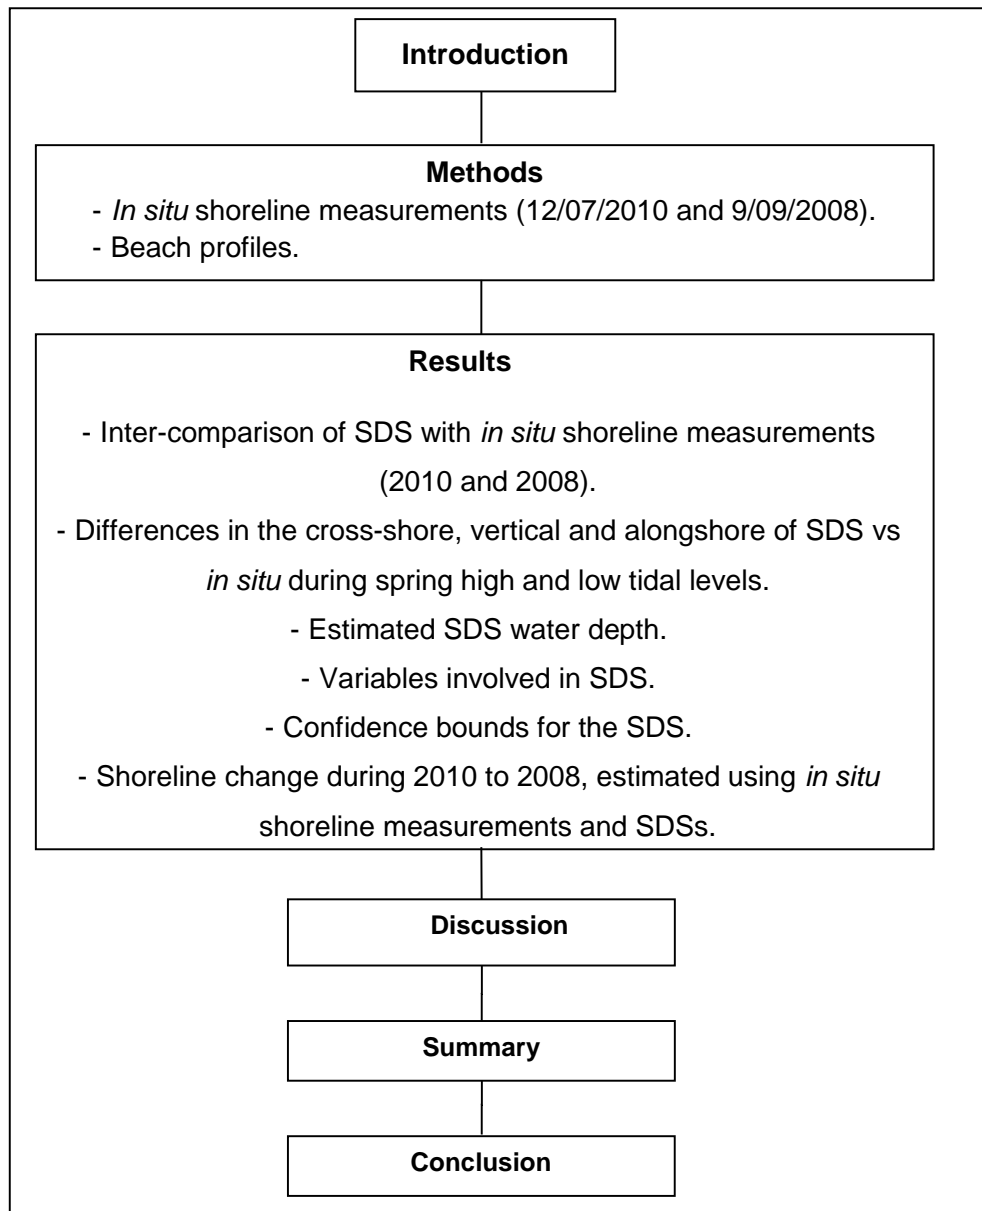 Introduction
Methods
- In situ shoreline measurements (12/07/2010 and 9/09/2008).
- Beach profiles.
Results
- Inter-comparison of SDS with in situ shoreline measurements
(2010 and 2008).
- Differences in the cross-shore, vertical and alongshore of SDS vs
in situ during spring high and low tidal levels.
- Estimated SDS water depth.
- Variables involved in SDS.
- Confidence bounds for the SDS.
- Shoreline change during 2010 to 2008, estimated using in situ
shoreline measurements and SDSs.
Discussion
Summary
Conclusion